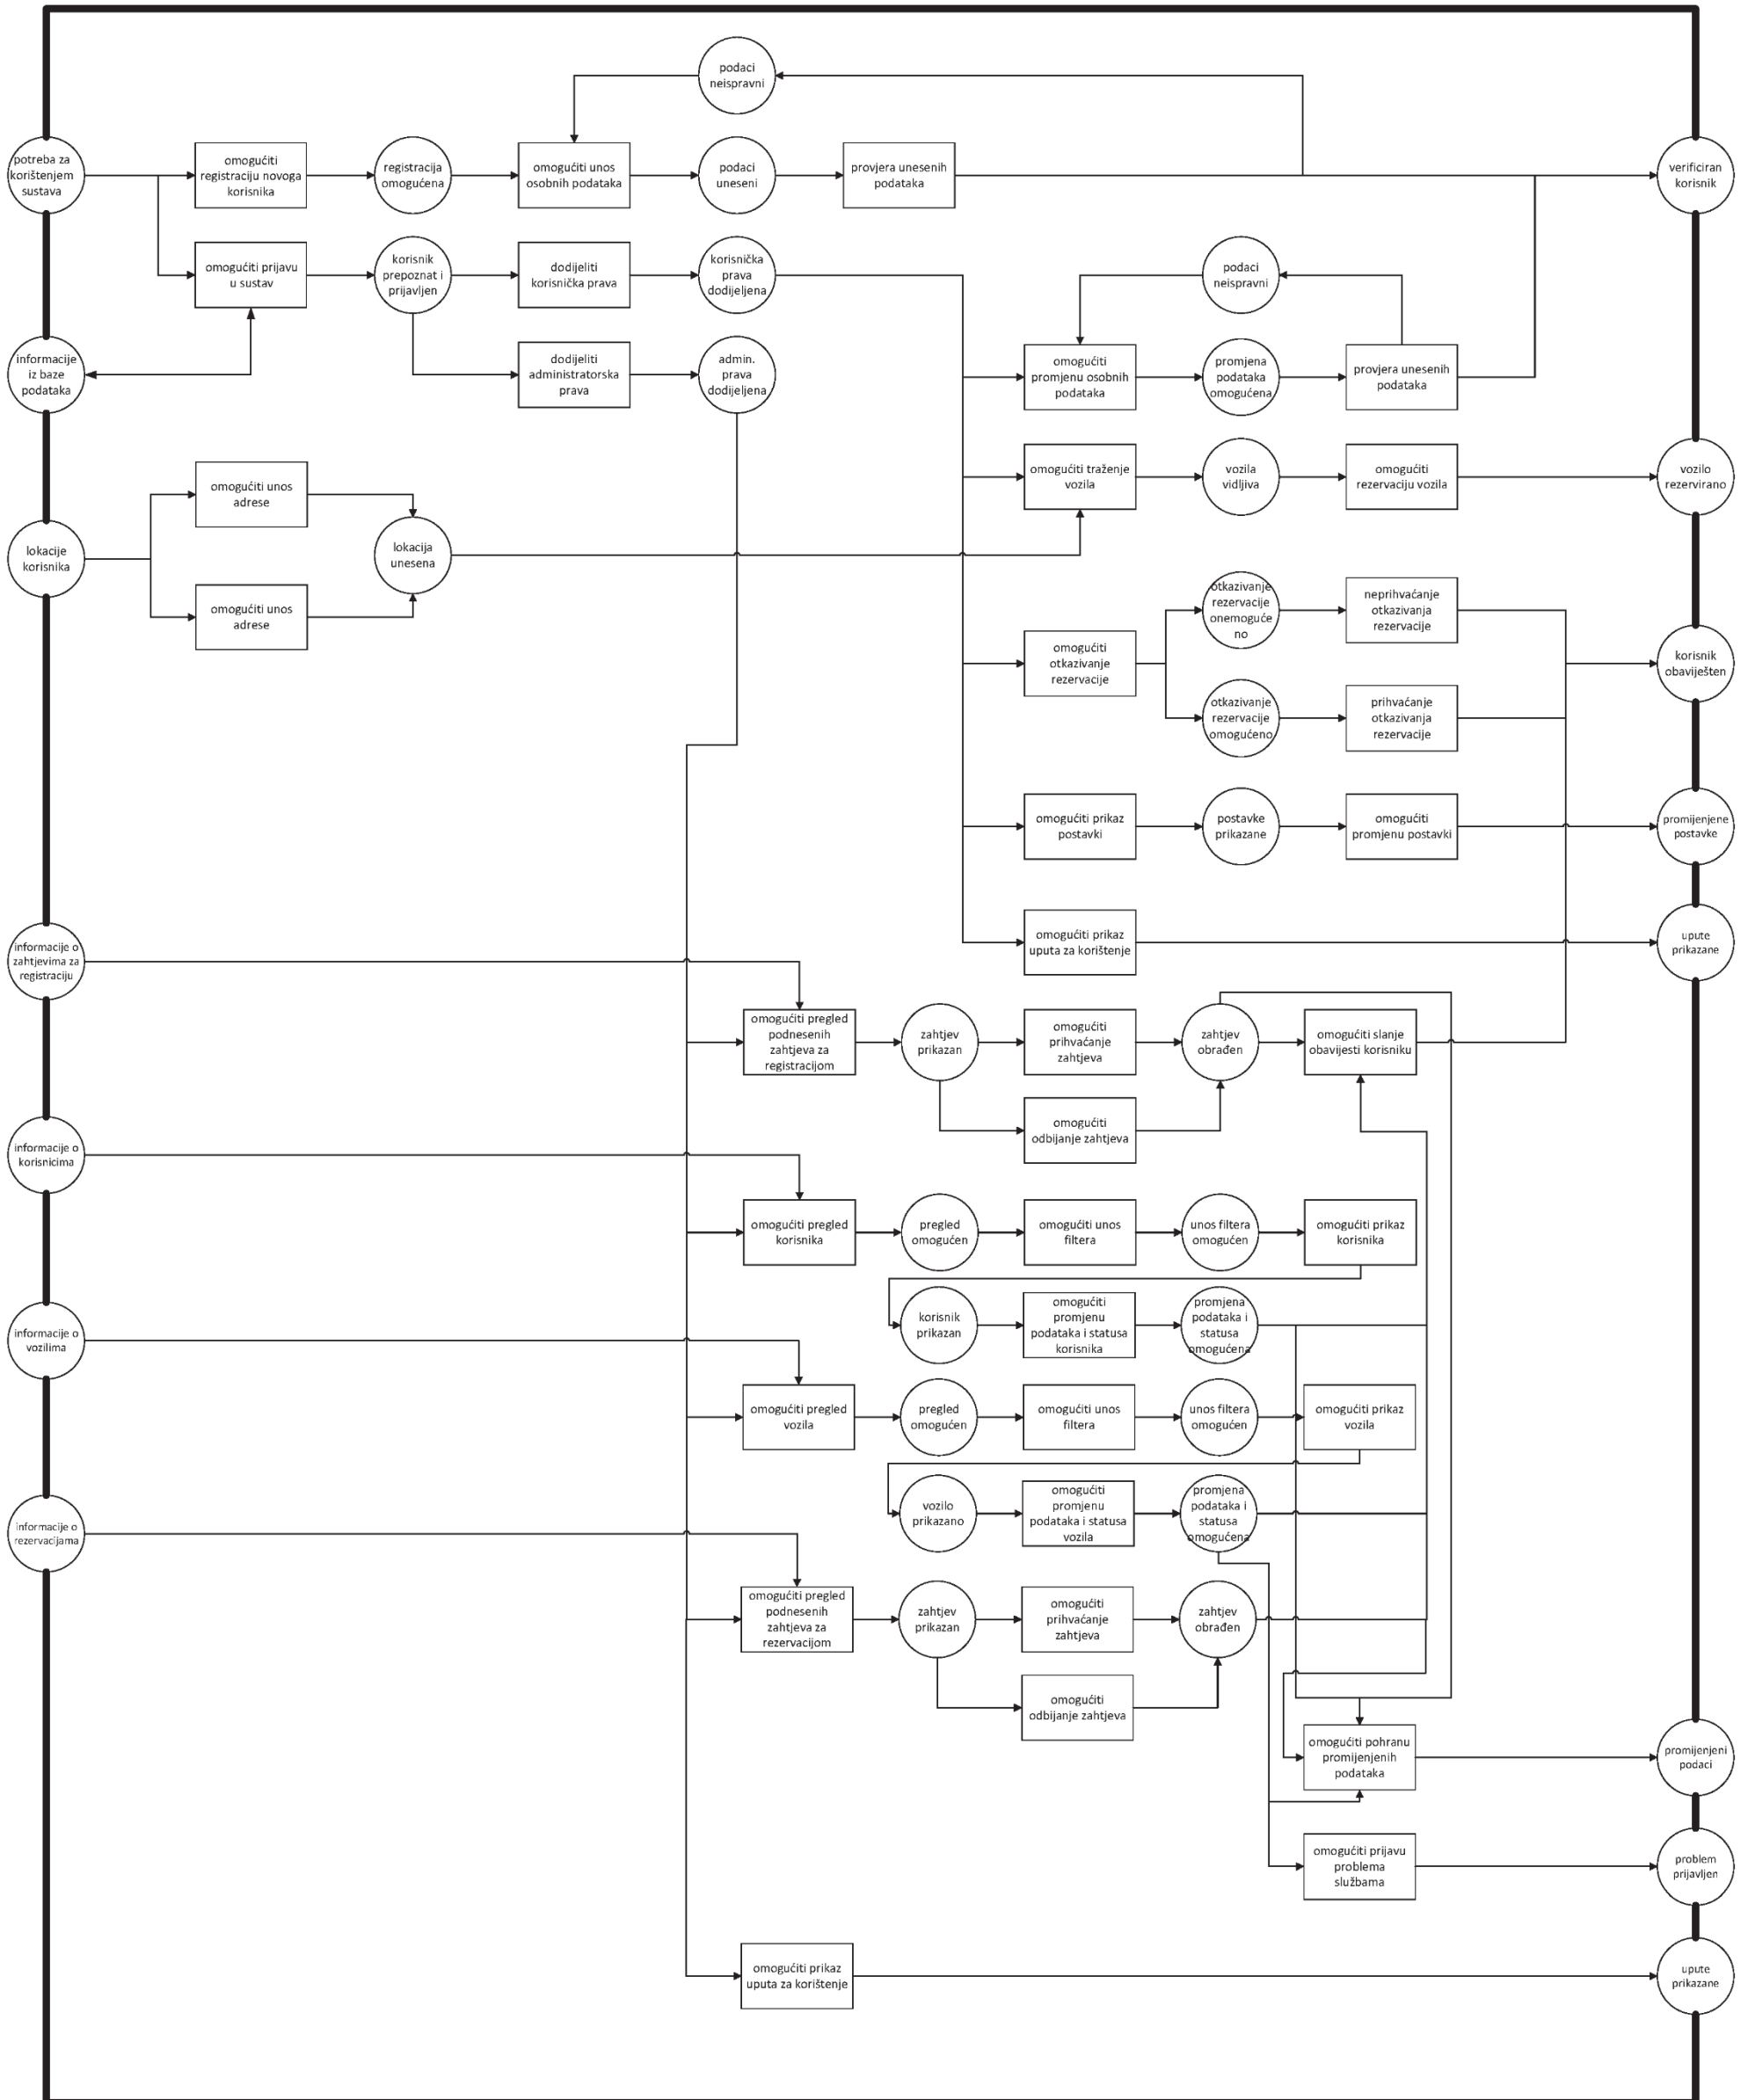 podaci
neispravni
potreba za
korištenjem
sustava
omogućiti
registraciju novoga
korisnika
registracija
omogućena
omogućiti unos
osobnih podataka
podaci
uneseni
provjera unesenih
podataka
verificiran
korisnik
omogućiti prijavu
u sustav
korisnik
prepoznat i
prijavljen
dodijeliti
korisnička prava
korisnička
prava
dodijeljena
podaci
neispravni
informacije
iz baze
podataka
dodijeliti
administratorska
prava
admin.
prava
dodijeljena
omogućiti
promjenu osobnih
podataka
promjena
podataka
omogućena
provjera unesenih
podataka
omogućiti unos
adrese
omogućiti traženje
vozila
vozila
vidljiva
omogućiti
rezervaciju vozila
vozilo
rezervirano
lokacije
korisnika
lokacija
unesena
omogućiti unos
adrese
otkazivanje
rezervacije
onemoguće
no
neprihvaćanje
otkazivanja
rezervacije
omogućiti
otkazivanje
rezervacije
korisnik
obaviješten
otkazivanje
rezervacije
omogućeno
prihvaćanje
otkazivanja
rezervacije
omogućiti prikaz
postavki
postavke
prikazane
omogućiti
promjenu postavki
promijenjene
postavke
omogućiti prikaz
uputa za korištenje
upute
prikazane
informacije o
zahtjevima za
registraciju
omogućiti pregled
podnesenih
zahtjeva za
registracijom
zahtjev
prikazan
omogućiti
prihvaćanje
zahtjeva
zahtjev
obrađen
omogućiti slanje
obavijesti korisniku
omogućiti
odbijanje zahtjeva
informacije o
korisnicima
omogućiti pregled
korisnika
pregled
omogućen
omogućiti unos
filtera
unos filtera
omogućen
omogućiti prikaz
korisnika
korisnik
prikazan
omogućiti
promjenu
podataka i statusa
korisnika
promjena
podataka i
statusa
omogućena
informacije o
vozilima
omogućiti pregled
vozila
pregled
omogućen
omogućiti unos
filtera
unos filtera
omogućen
omogućiti prikaz
vozila
vozilo
prikazano
omogućiti
promjenu
podataka i statusa
vozila
promjena
podataka i
statusa
omogućena
informacije o
rezervacijama
omogućiti pregled
podnesenih
zahtjeva za
rezervacijom
zahtjev
prikazan
omogućiti
prihvaćanje
zahtjeva
zahtjev
obrađen
omogućiti
odbijanje zahtjeva
omogućiti pohranu
promijenjenih
podataka
promijenjeni
podaci
omogućiti prijavu
problema
službama
problem
prijavljen
omogućiti prikaz
uputa za korištenje
upute
prikazane